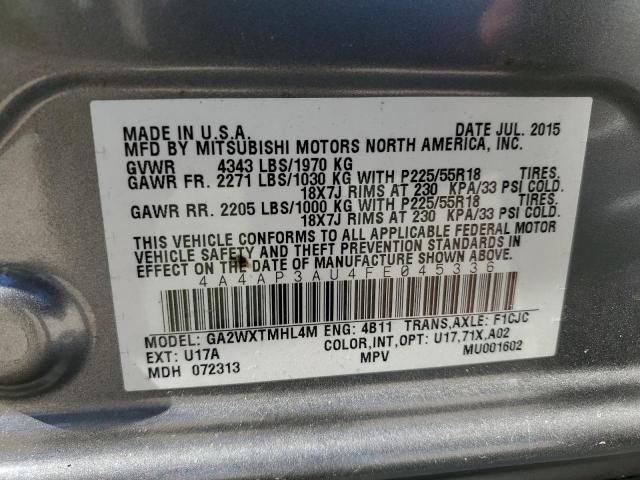 MADE IN U.S.A. DATE JUL. 2015
MFD BY MITSUBISHI MOTORS NORTH AMERICA, INC.
GVWR 4343 LBS/1970 KG
GAWR FR. 2271 LBS/1030 KG WITH P225/55R18 TIRES,
18X7J RIMS AT 230 KPA/33 PSI COLD.
GAWR RR. 2205 LBS/1000 KG WITH P225/55R18 TIRES,
18X7J RIMS AT 230 KPA/33 PSI COLD.
THIS VEHICLE CONFORMS TO ALL APPLICABLE FEDERAL MOTOR
VEHICLE SAFETY AND THEFT PREVENTION STANDARDS IN
EFFECT ON THE DATE OF MANUFACTURE SHOWN ABOVE.
4A4AP3AU4FE045336
MODEL: GA2WXTMHL4M ENG: 4B11 TRANS,AXLE: F1CJC
EXT: U17A COLOR,INT,OPT: U17,71X,A02
MDH 072313 MPV MU001602